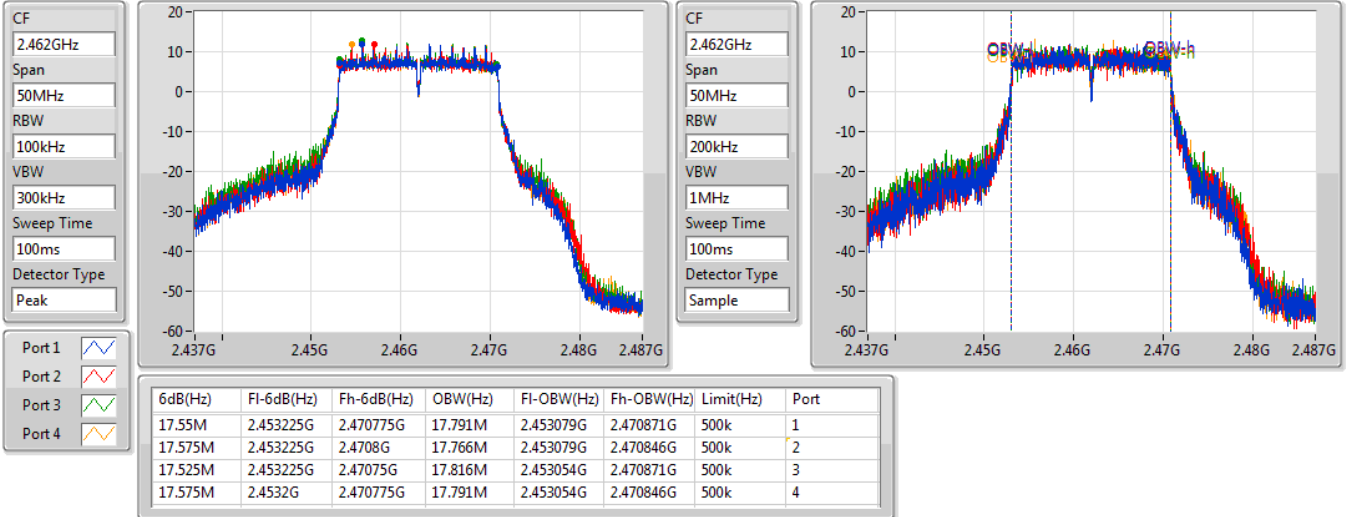 CF
2.462GHz
Span
50MHz
RBW
100kHz
VBW
300kHz
Sweep Time
100ms
Detector Type
Peak
20
10
0
-10
-20
-30
-40
-50
-60
2.437G 2.45G 2.46G 2.47G 2.48G 2.487G
CF
2.462GHz
Span
50MHz
RBW
200kHz
VBW
1MHz
Sweep Time
100ms
Detector Type
Sample
20
10
0
-10
-20
-30
-40
-50
-60
OBW-h
2.437G 2.45G 2.46G 2.47G 2.48G 2.487G
Port 1
Port 2
Port 3
Port 4
6dB(Hz) Fl-6dB(Hz) Fh-6dB(Hz) OBW(Hz) Fl-OBW(Hz) Fh-OBW(Hz) Limit(Hz) Port
17.55M 2.453225G 2.470775G 17.791M 2.453079G 2.470871G 500k 1
17.575M 2.453225G 2.4708G 17.766M 2.453079G 2.470846G 500k 2
17.525M 2.453225G 2.47075G 17.816M 2.453054G 2.470871G 500k 3
17.575M 2.4532G 2.470775G 17.791M 2.453054G 2.470846G 500k 4